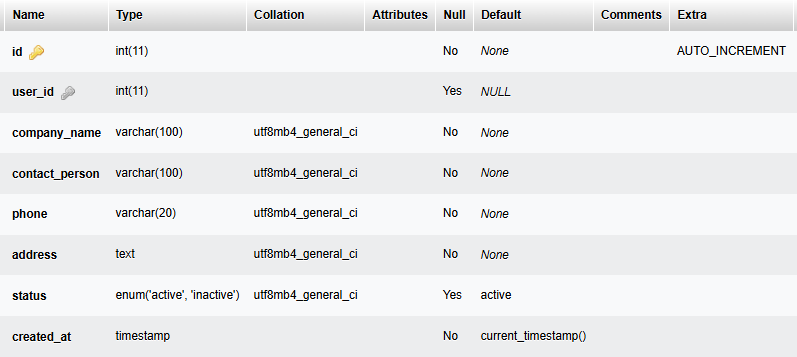 Name Type Collation Attributes Null Default Comments Extra
id int(11) No None AUTO_INCREMENT
user_id int(11) Yes NULL
company_name varchar(100) utf8mb4_general_ci No None
contact_person varchar(100) utf8mb4_general_ci No None
phone varchar(20) utf8mb4_general_ci No None
address text utf8mb4_general_ci No None
status enum('active', 'inactive') utf8mb4_general_ci Yes active
created_at timestamp No current_timestamp()